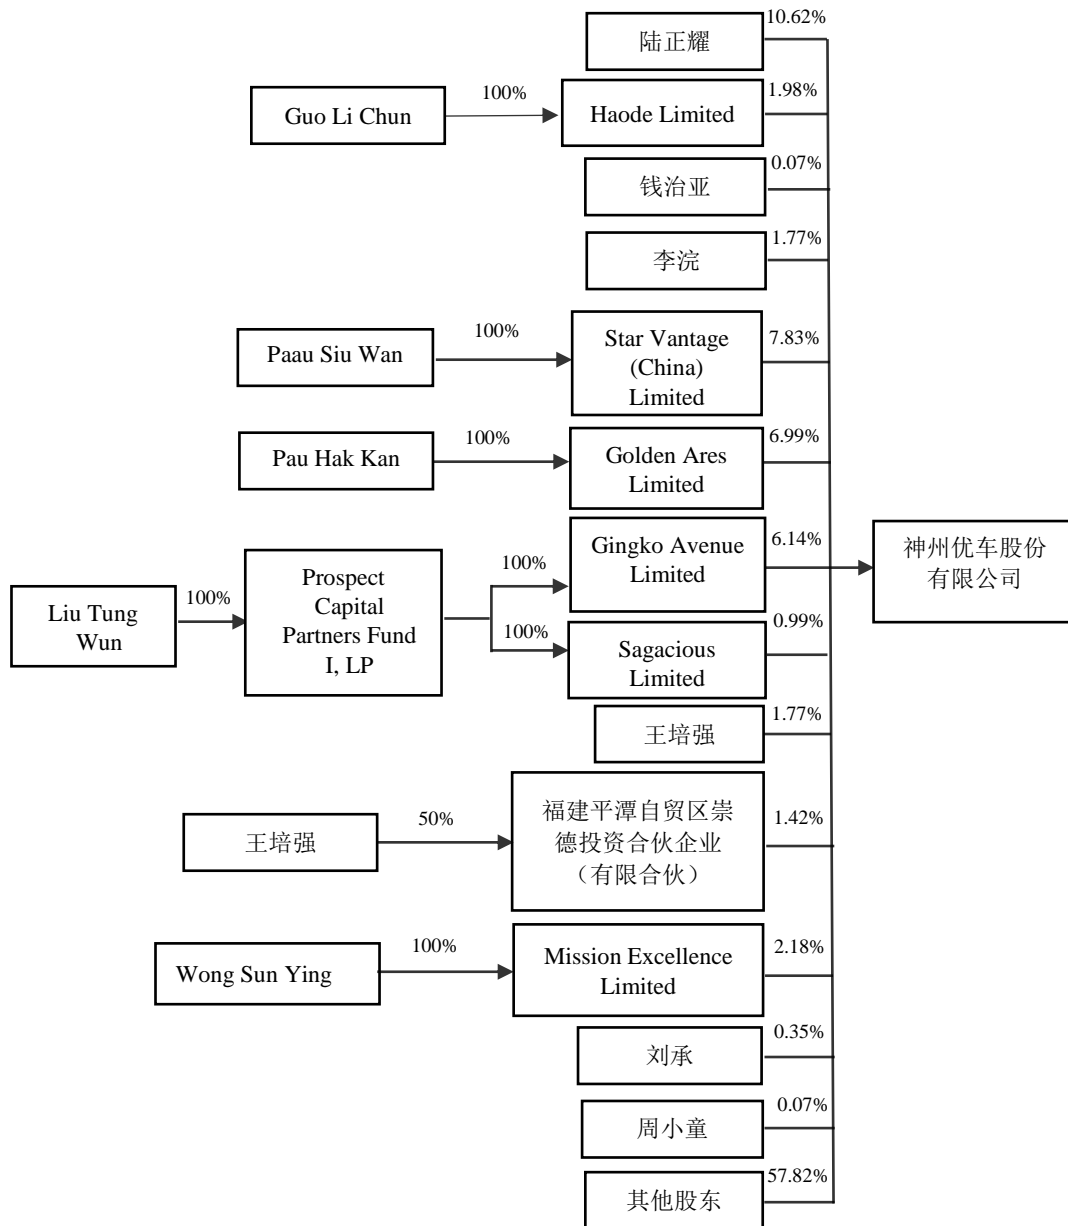 10.62%
陆正耀
100%
1.98%
Guo Li Chun
Haode Limited
0.07%
钱治亚
1.77%
李浣
100%
7.83%
Paau Siu Wan
Star Vantage
(China)
Limited
100%
6.99%
Pau Hak Kan
Golden Ares
Limited
Gingko Avenue
Limited
6.14%
神州优车股份
有限公司
100%
Liu Tung
Wun
100%
Prospect
Capital
Partners Fund
I, LP
100%
0.99%
Sagacious
Limited
1.77%
王培强
王培强
50%
福建平潭自贸区崇
德投资合伙企业
（有限合伙）
1.42%
100%
2.18%
Wong Sun Ying
Mission Excellence
Limited
0.35%
刘承
0.07%
周小童
57.82%
其他股东